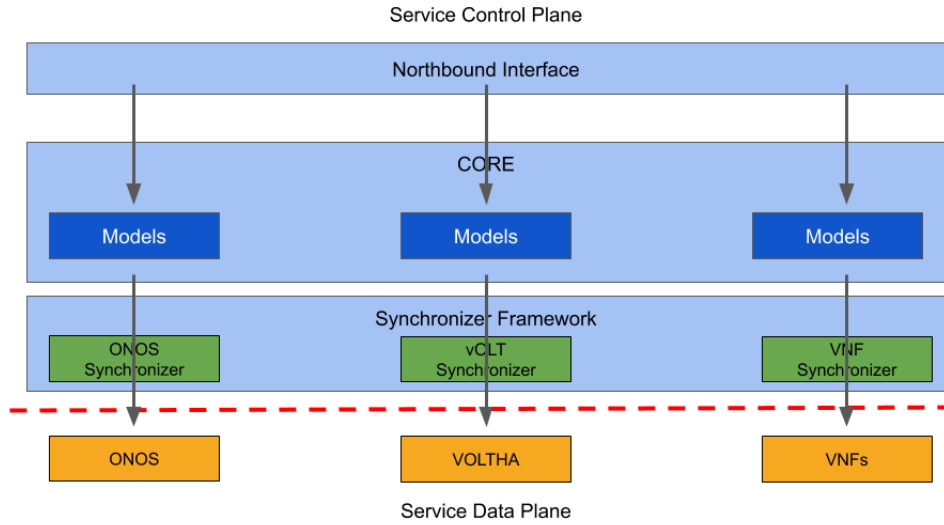 Service Control Plane
Northbound Interface
CORE
Models
Models
Models
Synchronizer Framework
ONOS
Synchronizer
vOLT
Synchronizer
VNF
Synchronizer
ONOS
VOLTHA
VNFs
Service Data Plane